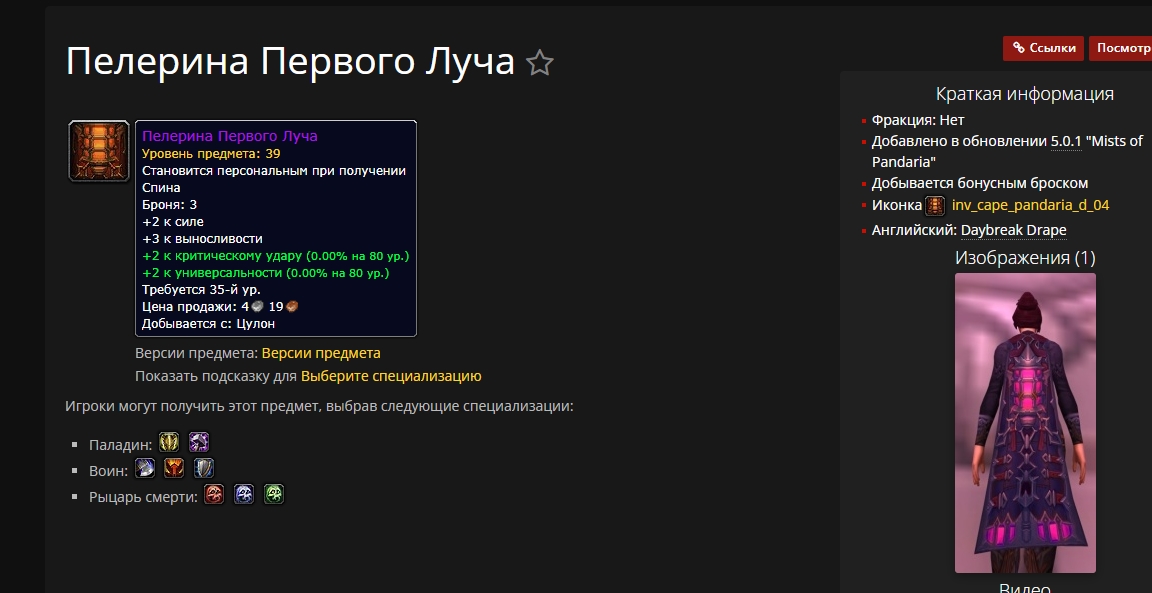 Пелерина Первого Луча
Пелерина Первого Луча
Уровень предмета: 39
Становится персональным при получении
Спина
Броня: 3
+2 к силе
+3 к выносливости
+2 к критическому удару (0.00% на 80 ур.)
+2 к универсальности (0.00% на 80 ур.)
Требуется 35-й ур.
Цена продажи: 4 19
Добывается с: Цулон
Версии предмета: Версии предмета
Показать подсказку для Выберите специализацию
Игроки могут получить этот предмет, выбрав следующие специализации:
Паладин:
Воин:
Рыцарь смерти:
Ссылки
Посмотр
Краткая информация
Фракция: Нет
Добавлено в обновлении 5.0.1 "Mists of
Pandaria"
Добывается бонусным броском
Иконка inv_cape_pandaria_d_04
Английский: Daybreak Drape
Изображения (1)
Видео